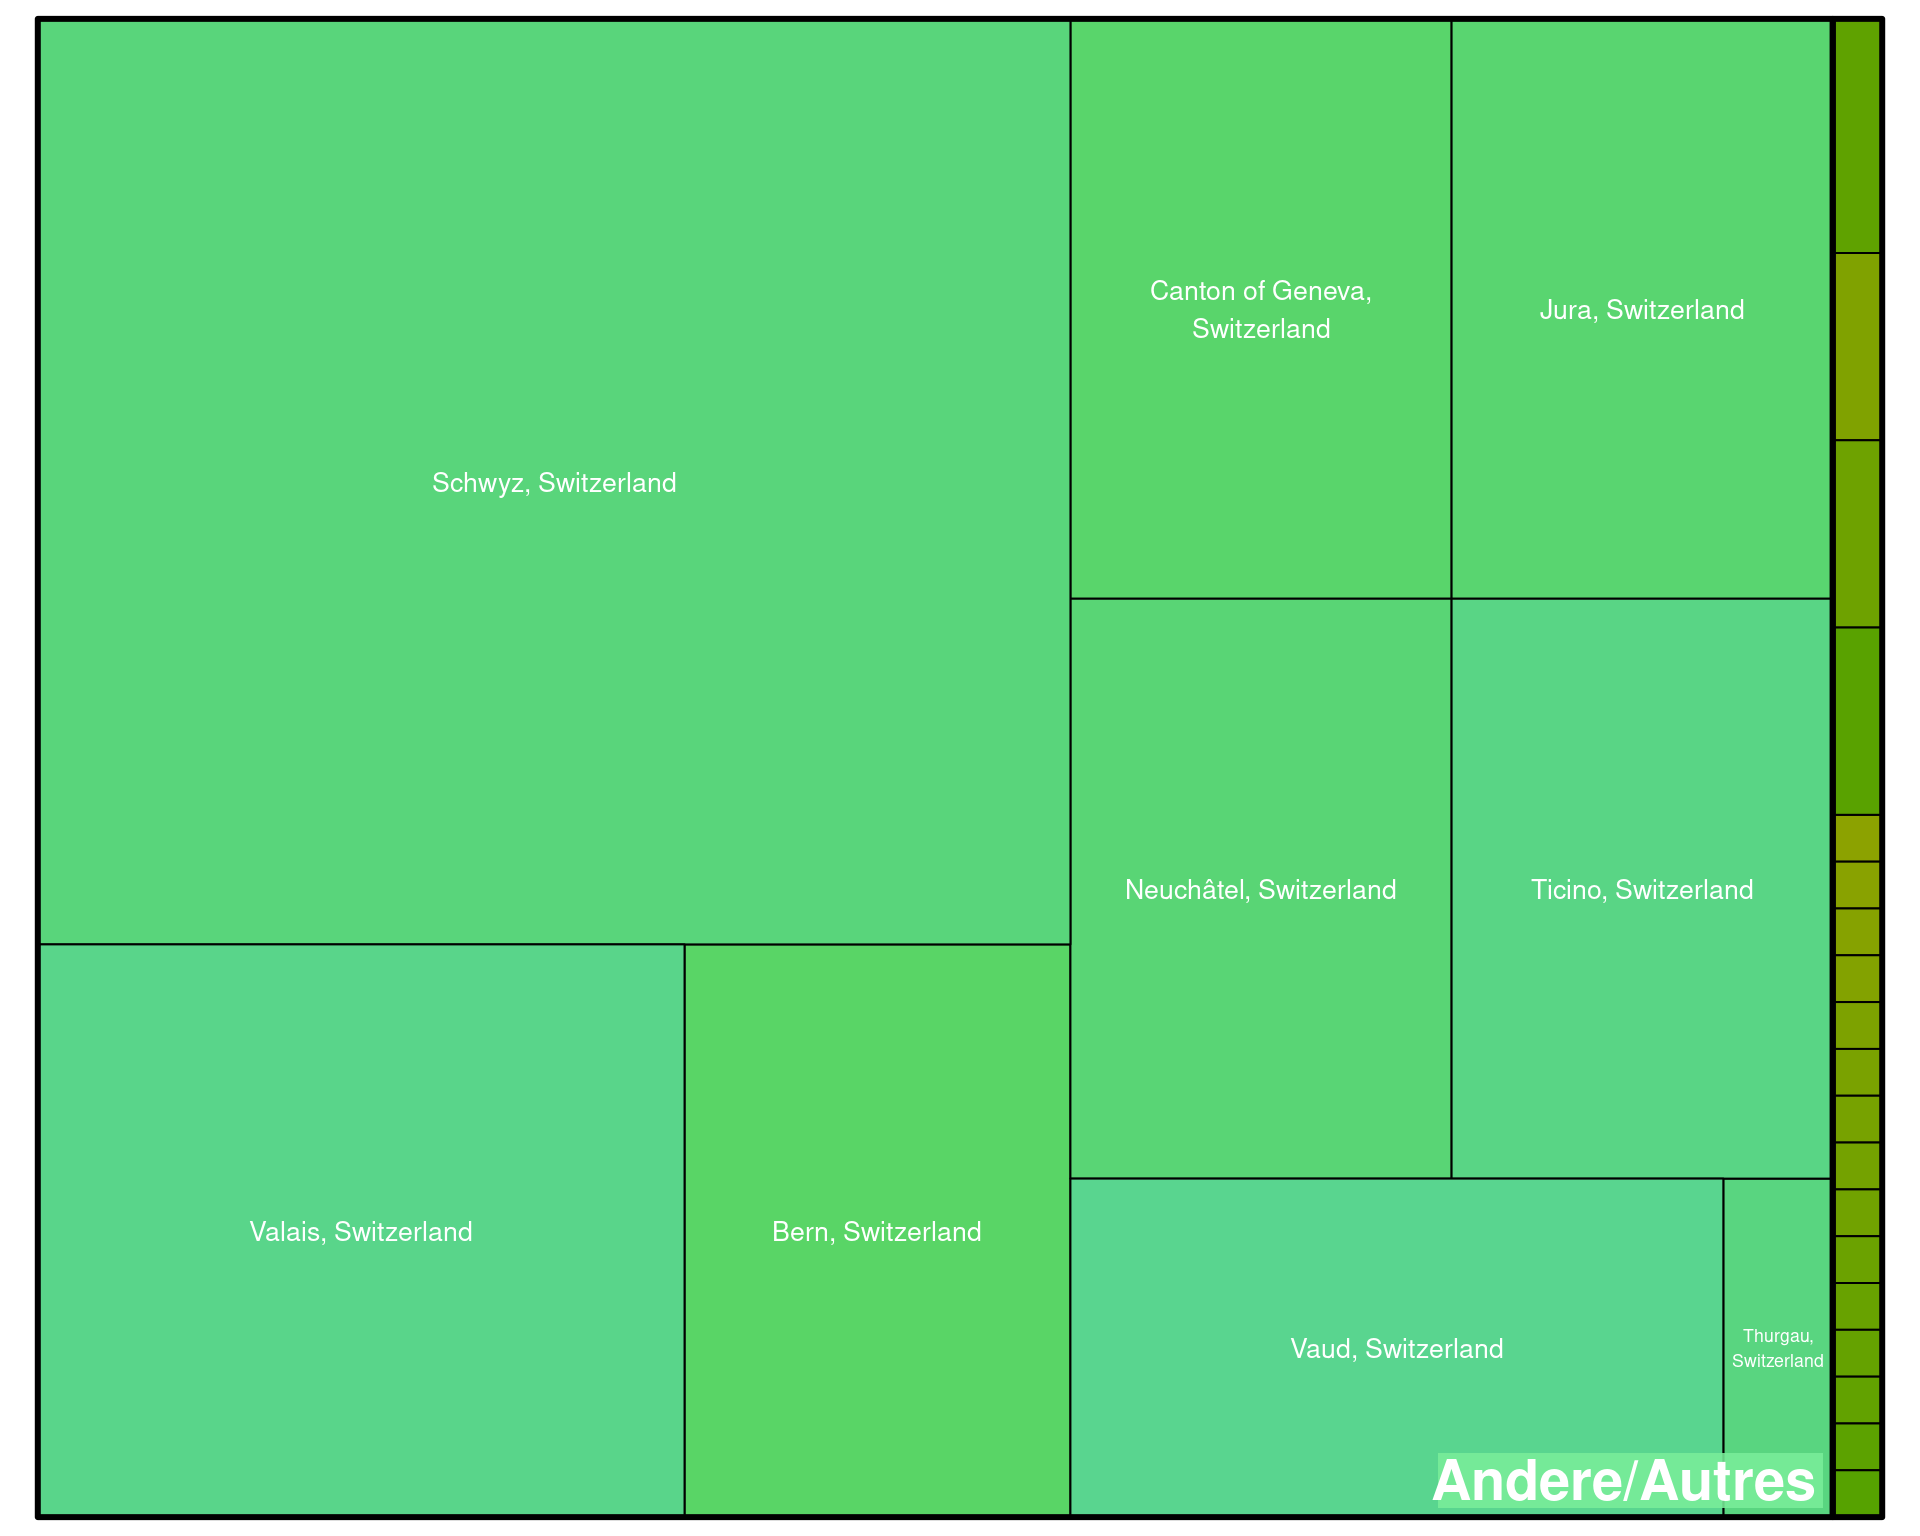 Canton of Geneva,
Switzerland
Jura, Switzerland
Schwyz, Switzerland
Neuchâtel, Switzerland
Ticino, Switzerland
Valais, Switzerland
Bern, Switzerland
Vaud, Switzerland
Thurgau,
Switzerland
Andere/Autres